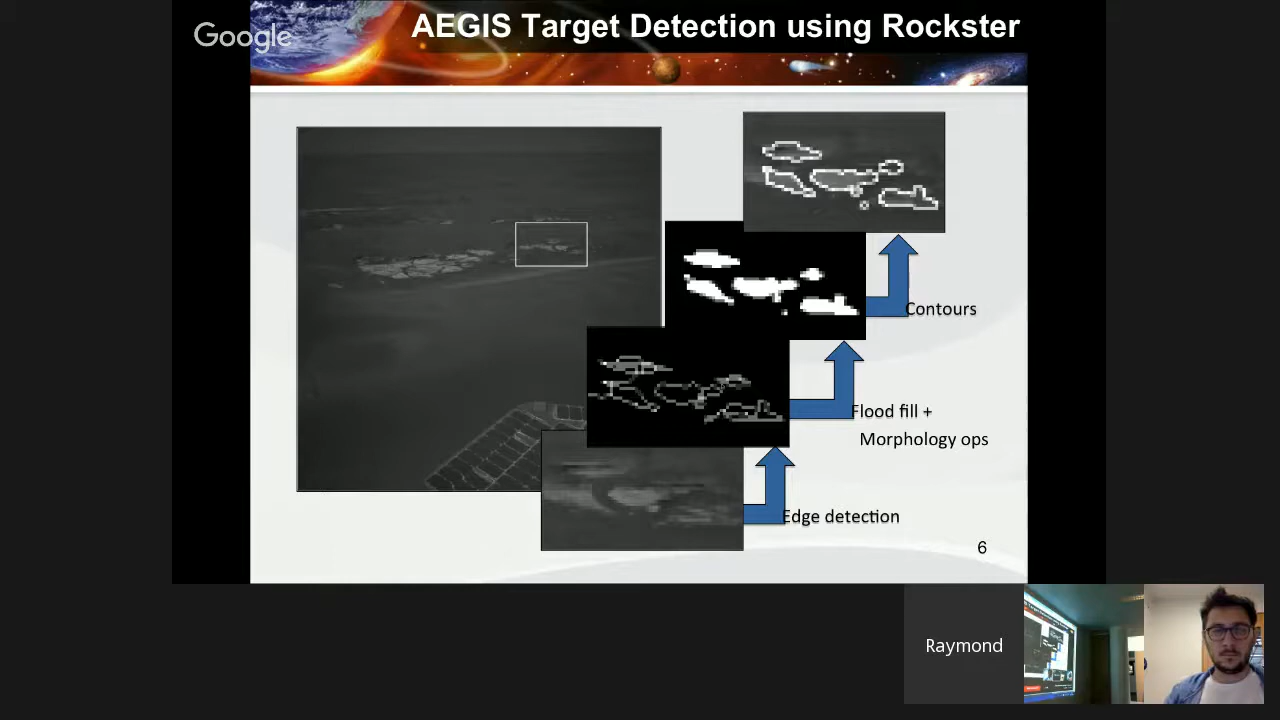 Google
AEGIS Target Detection using Rockster
Contours
Flood fill +
Morphology ops
Edge detection
6
Raymond